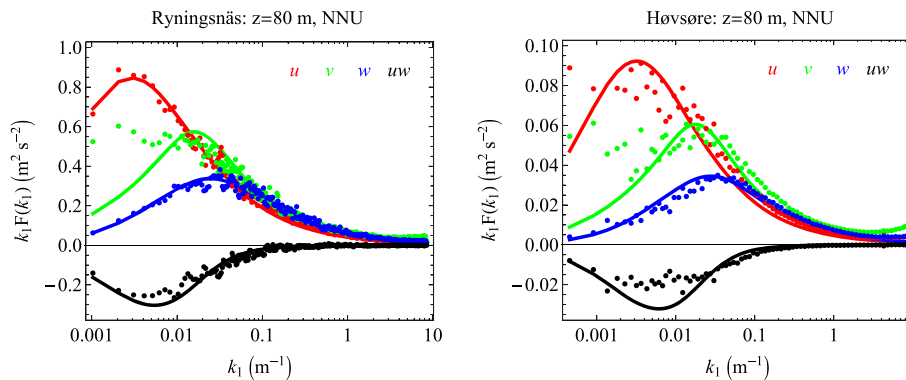 Ryningsnäs: z=80 m, NNU
u v w uw
k₁F(k₁) (m² s⁻²)
1.0
0.8
0.6
0.4
0.2
0.0
−0.2
0.001 0.01 0.1 1 10
k₁ (m⁻¹)
Høvsøre: z=80 m, NNU
u v w uw
k₁F(k₁) (m² s⁻²)
0.10
0.08
0.06
0.04
0.02
0.00
−0.02
0.001 0.01 0.1 1
k₁ (m⁻¹)